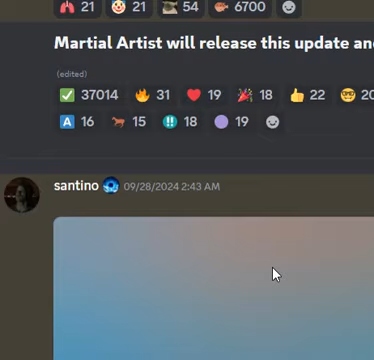 21 21 54 6700
Martial Artist will release this update an
(edited)
37014 31 19 18 22 20
A 16 15 !! 18 19
santino 09/28/2024 2:43 AM